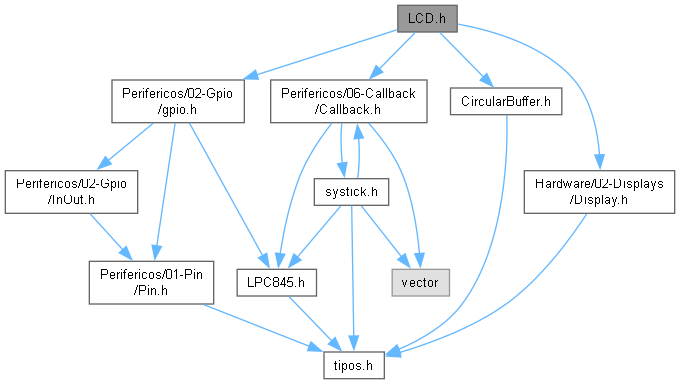 LCD.h
Perifericos/02-Gpio
/gpio.h
Perifericos/06-Callback
/Callback.h
CircularBuffer.h
Perifericos/02-Gpio
/InOut.h
systick.h
Hardware/02-Displays
/Display.h
Perifericos/01-Pin
/Pin.h
LPC845.h
vector
tipos.h